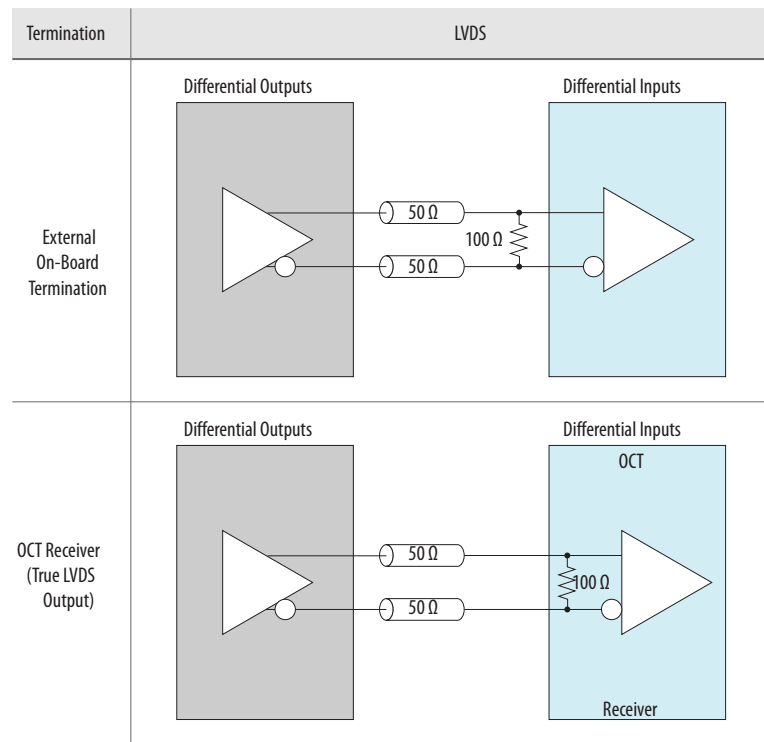 Termination
LVDS
Differential Outputs
Differential Inputs
External
On-Board
Termination
50 Ω
100 Ω
50 Ω
Differential Outputs
Differential Inputs
OCT
OCT Receiver
(True LVDS
Output)
50 Ω
100 Ω
50 Ω
Receiver